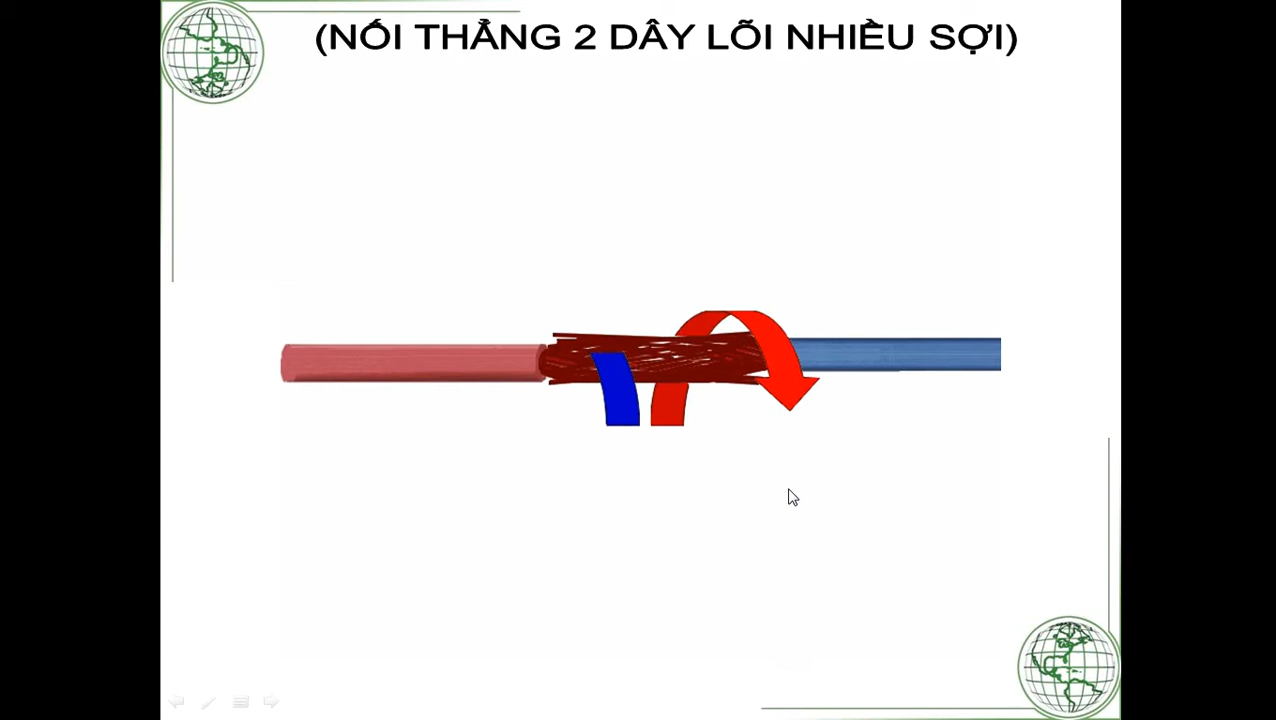 (NỐI THẲNG 2 DÂY LÕI NHIỀU SỢI)